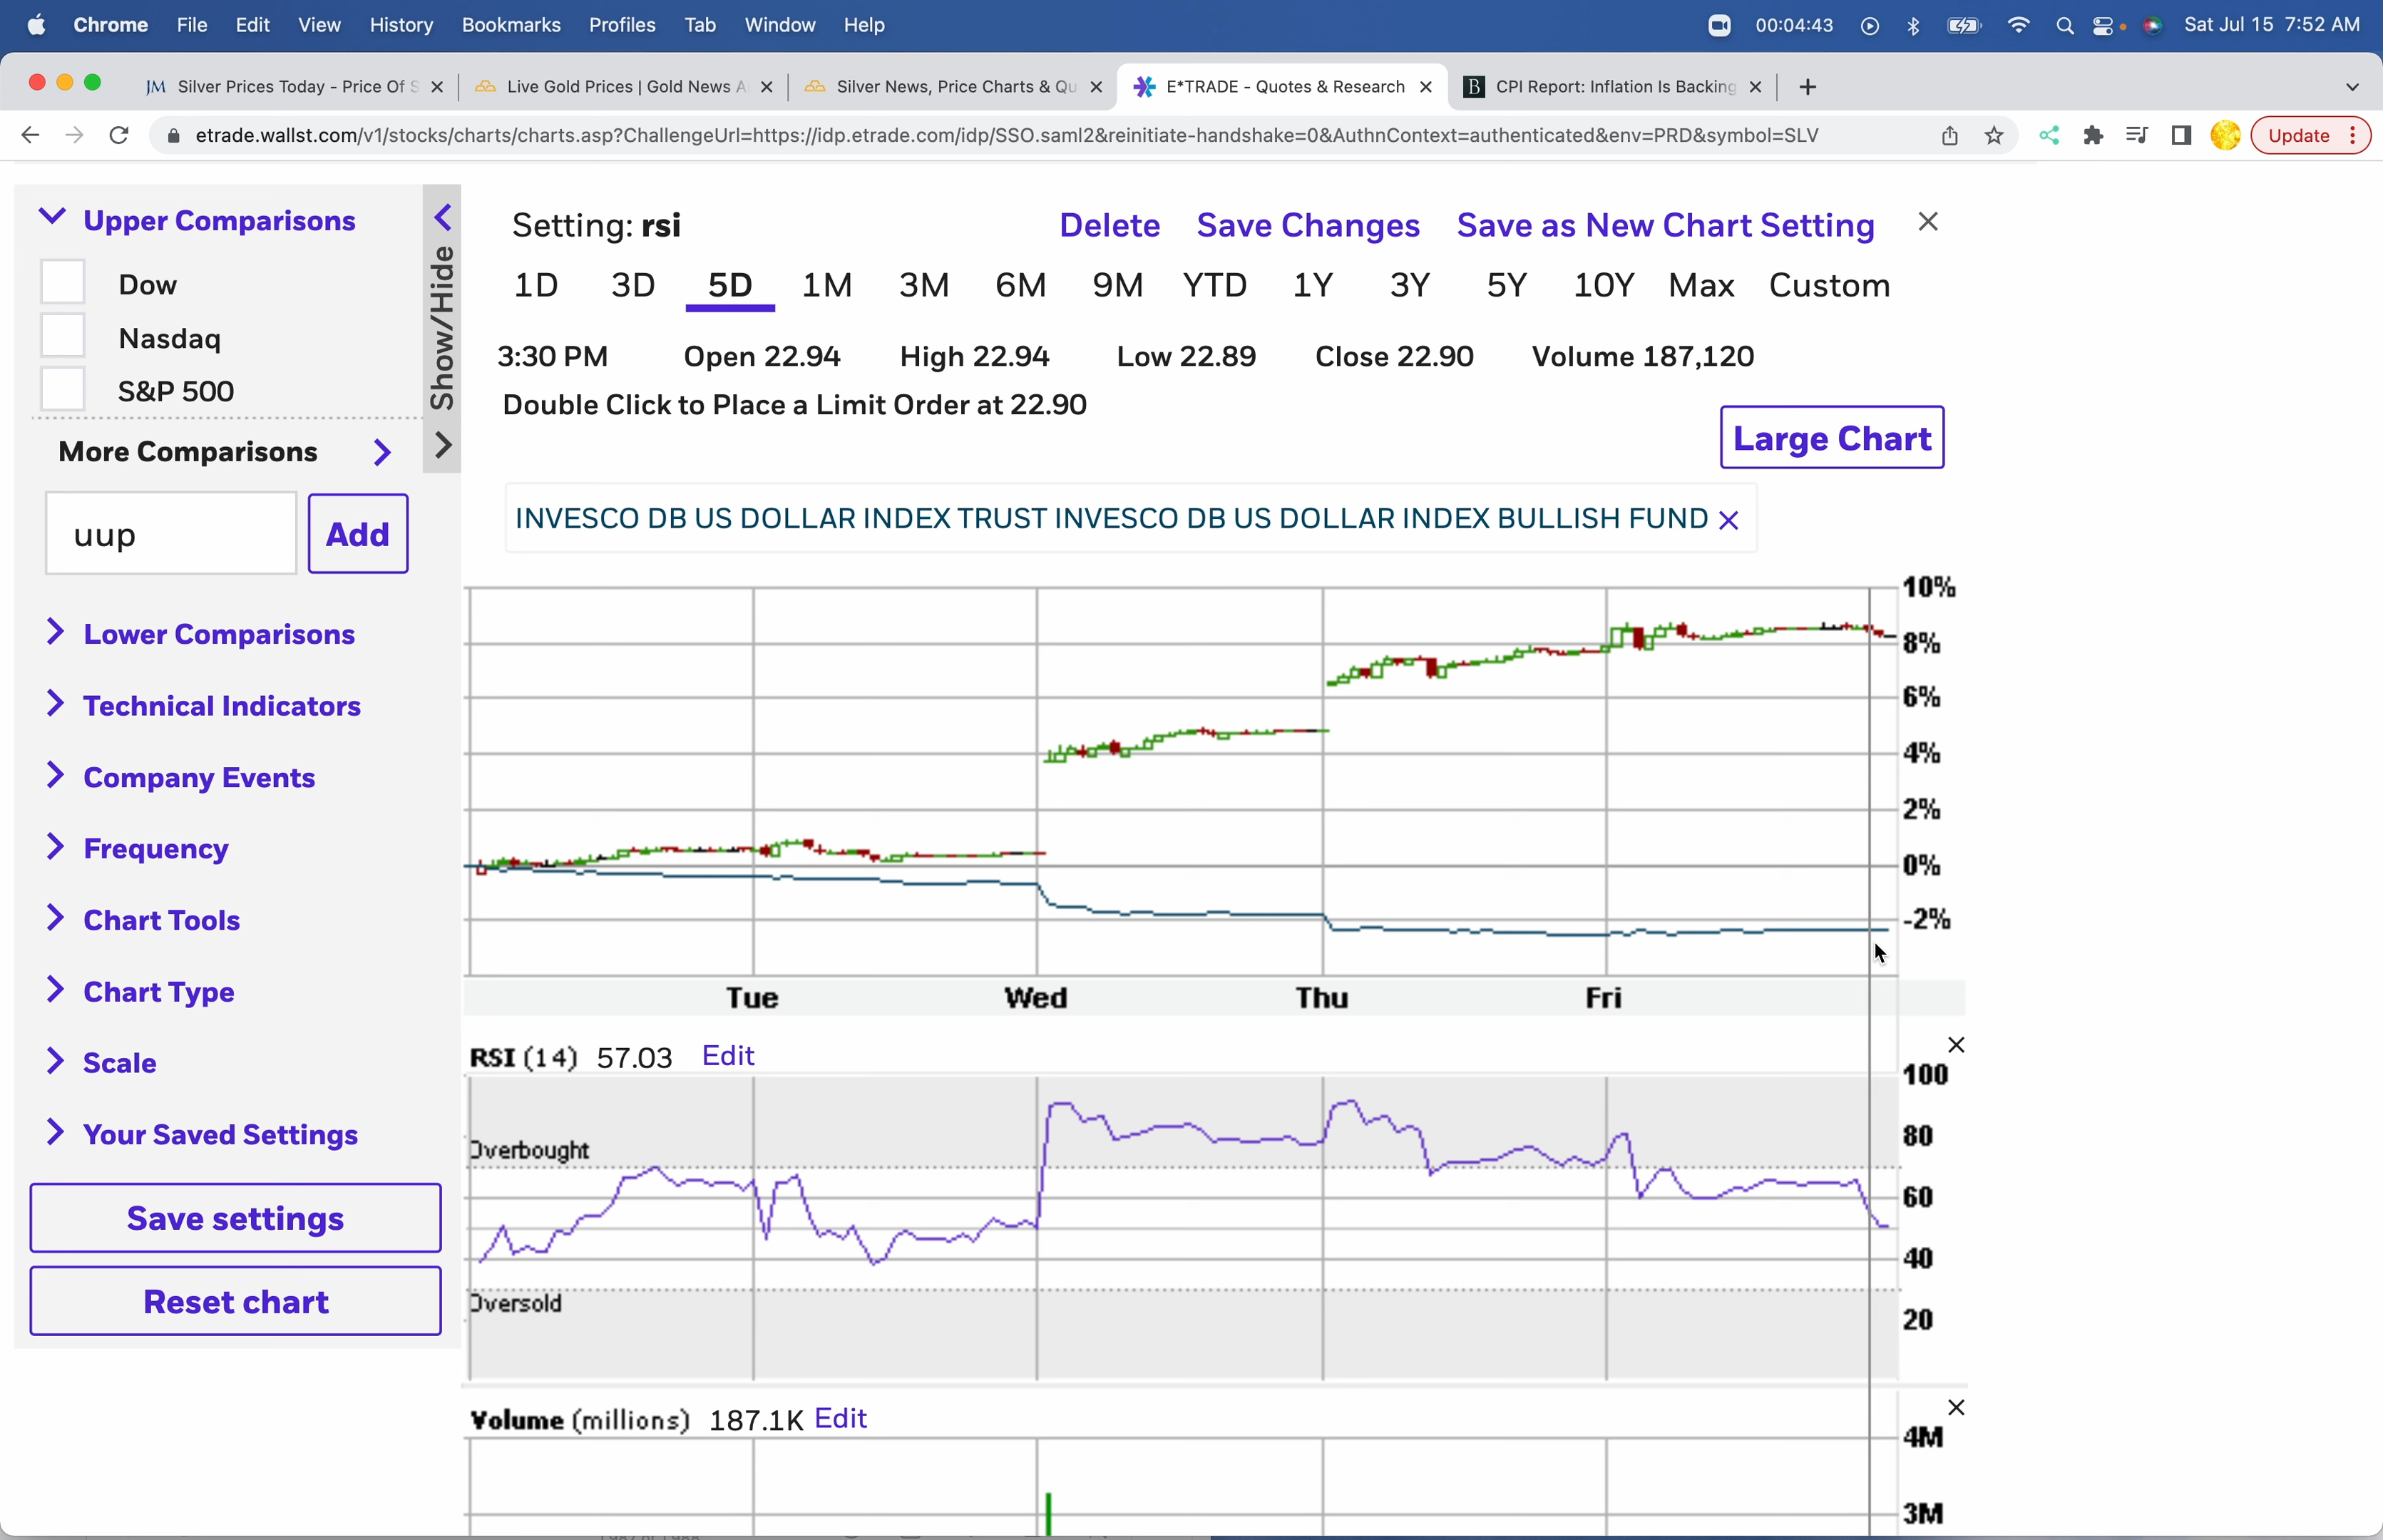 Chrome File Edit View History Bookmarks Profiles Tab Window Help 00:04:43 Sat Jul 15 7:52 AM
JM Silver Prices Today - Price Of S Live Gold Prices | Gold News A Silver News, Price Charts & Qu E*TRADE - Quotes & Research B CPI Report: Inflation Is Backing
etrade.wallst.com/v1/stocks/charts/charts.asp?ChallengeUrl=https://idp.etrade.com/idp/SSO.saml2&reinitiate-handshake=0&AuthnContext=authenticated&env=PRD&symbol=SLV Update
Upper Comparisons
Dow
Nasdaq
S&P 500
More Comparisons
uup Add
Lower Comparisons
Technical Indicators
Company Events
Frequency
Chart Tools
Chart Type
Scale
Your Saved Settings
Save settings
Reset chart
Show/Hide
Setting: rsi Delete Save Changes Save as New Chart Setting
1D 3D 5D 1M 3M 6M 9M YTD 1Y 3Y 5Y 10Y Max Custom
3:30 PM Open 22.94 High 22.94 Low 22.89 Close 22.90 Volume 187,120
Double Click to Place a Limit Order at 22.90
Large Chart
INVESCO DB US DOLLAR INDEX TRUST INVESCO DB US DOLLAR INDEX BULLISH FUND
10%
8%
6%
4%
2%
0%
-2%
Tue Wed Thu Fri
RSI (14) 57.03 Edit
100
80
Overbought
60
40
Oversold
20
Volume (millions) 187.1K Edit
4M
3M